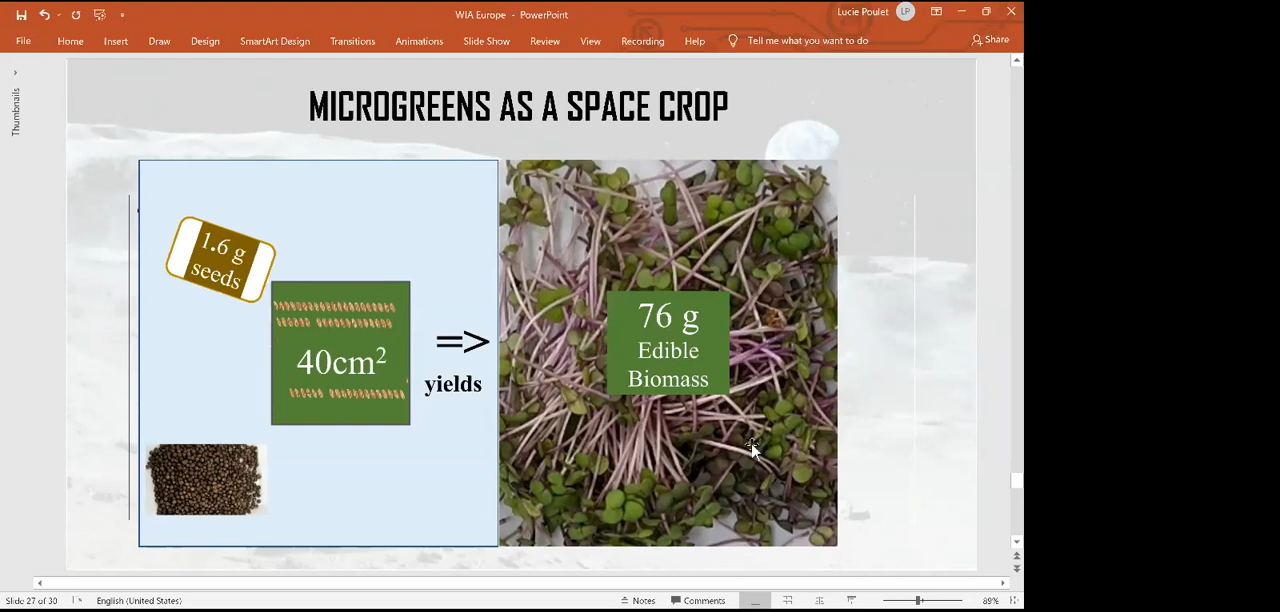 WIA Europe - PowerPoint
Lucie Poulet
LP
File Home Insert Draw Design SmartArt Design Transitions Animations Slide Show Review View Recording Help Tell me what you want to do Share
Thumbnails
MICROGREENS AS A SPACE CROP
1.6 g
seeds
40cm²
=>
yields
76 g
Edible
Biomass
Slide 27 of 30 English (United States) Notes Comments 89%